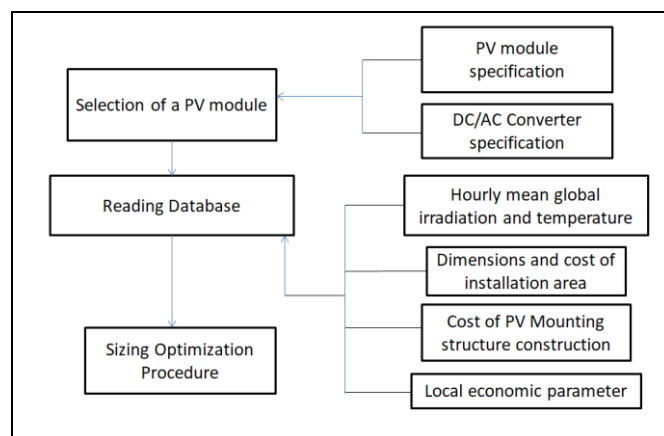 PV module
specification
Selection of a PV module
DC/AC Converter
specification
Reading Database
Hourly mean global
irradiation and temperature
Dimensions and cost of
installation area
Cost of PV Mounting
structure construction
Sizing Optimization
Procedure
Local economic parameter